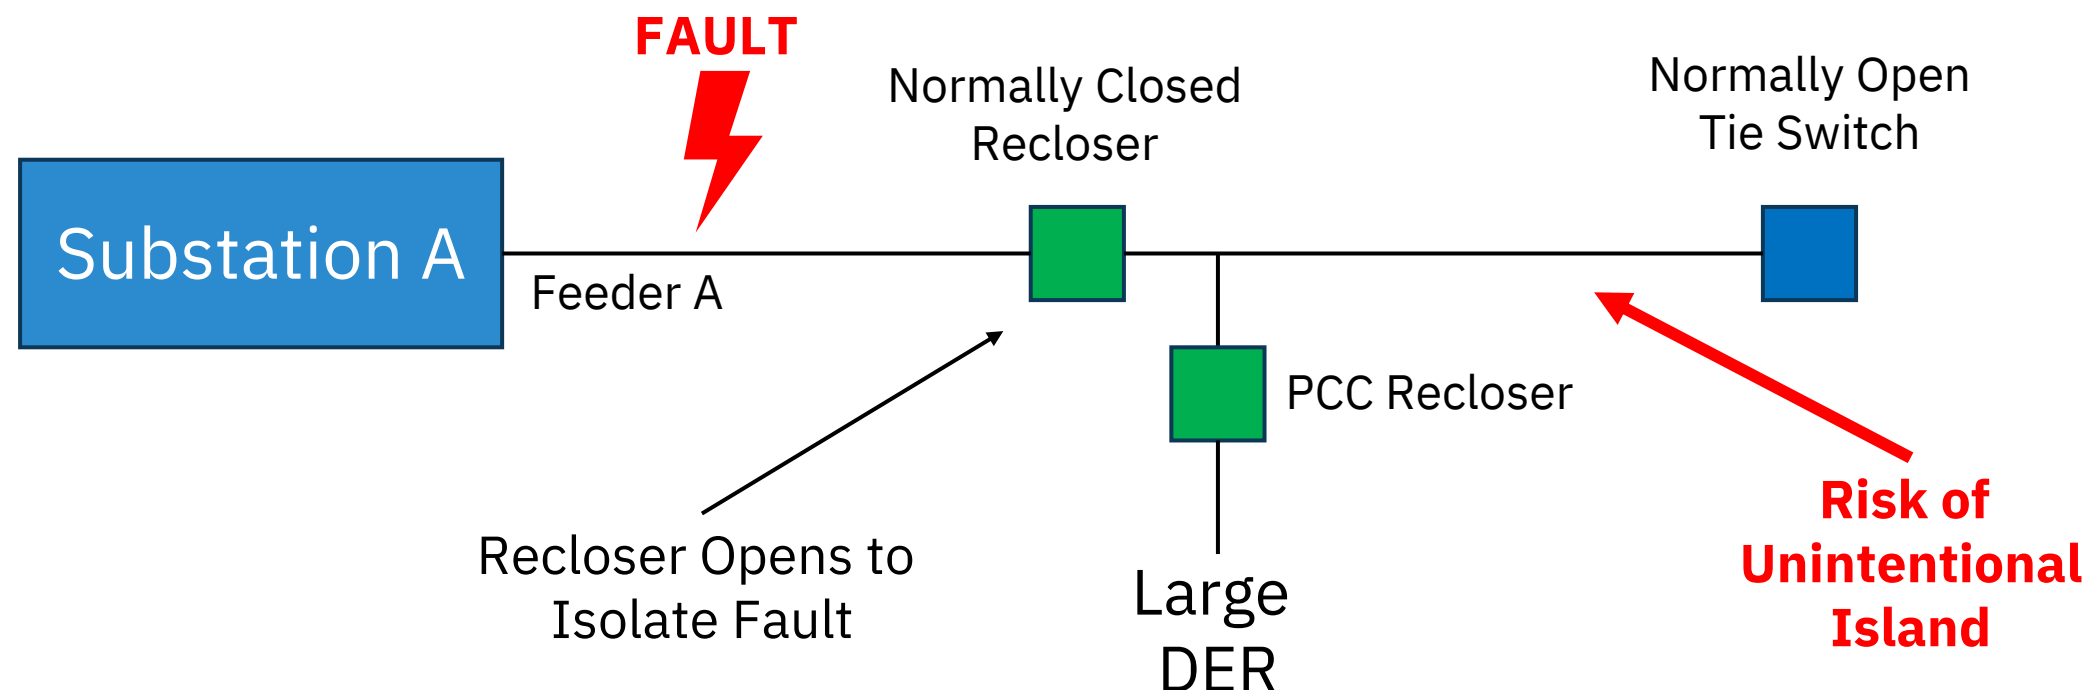 FAULT
Normally Closed
Recloser
Normally Open
Tie Switch
Substation A
Feeder A
PCC Recloser
Recloser Opens to
Isolate Fault
Large
DER
Risk of
Unintentional
Island